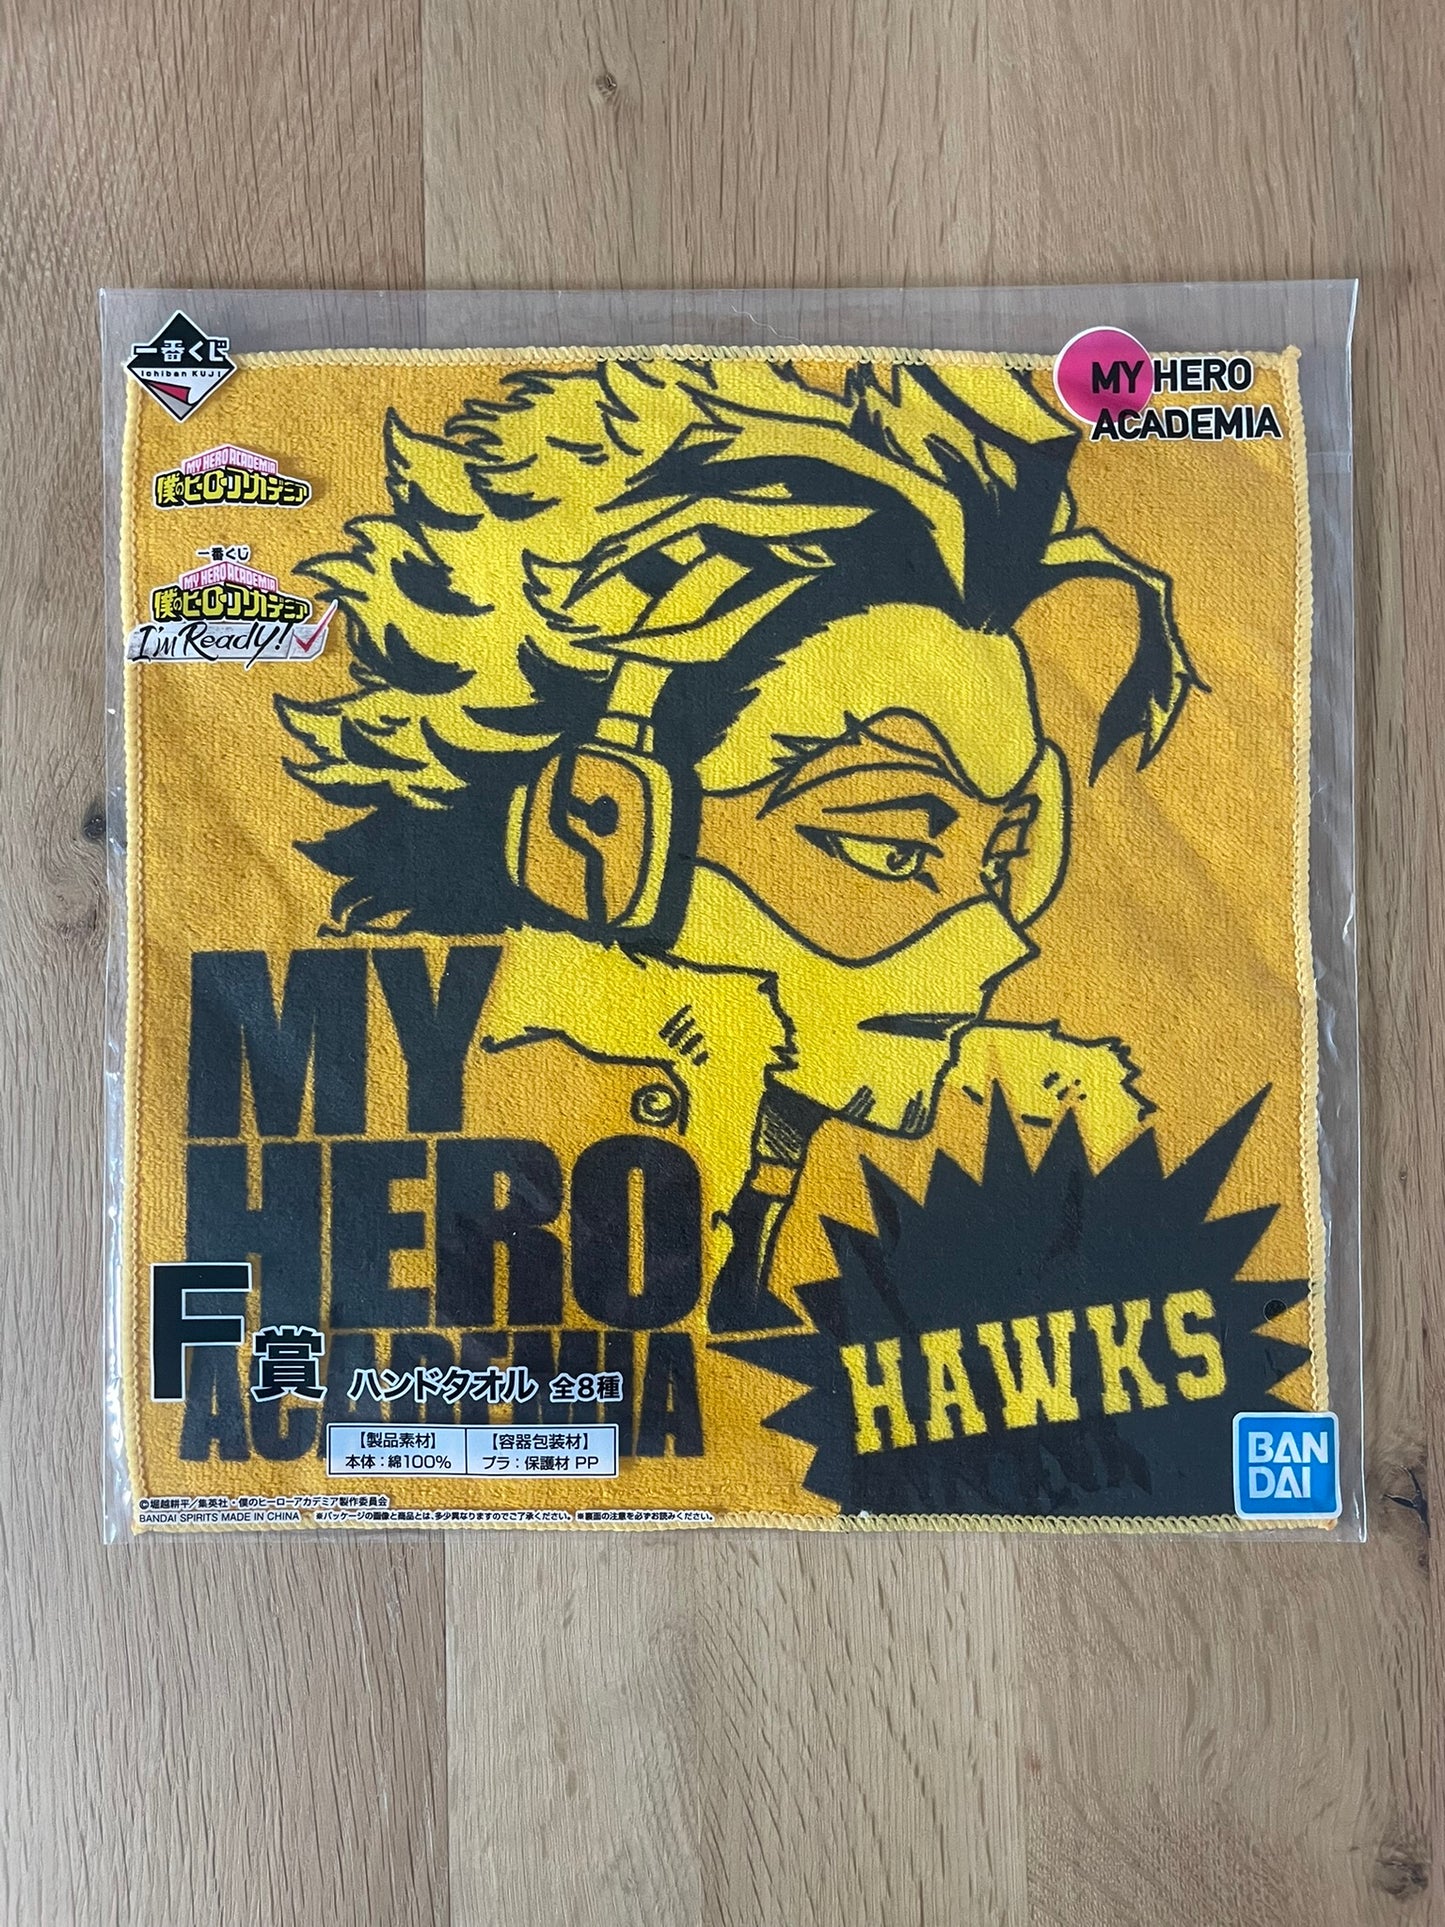 一番くじ
Ichiban KUJI
MY HERO
ACADEMIA
MY HERO ACADEMIA
僕のヒーローアカデミア
一番くじ
MY HERO ACADEMIA
僕のヒーローアカデミア
I'm Ready!
MY
HERO
ACADEMIA
HAWKS
F賞 ハンドタオル 全8種
【製品素材】
本体:綿100%
【容器包装材】
プラ:保護材 PP
BAN
DAI
©堀越耕平/集英社・僕のヒーローアカデミア製作委員会
BANDAI SPIRITS MADE IN CHINA ※パッケージの画像と商品とは、多少異なりますのでご了承ください。※裏面の注意を必ずお読みください。